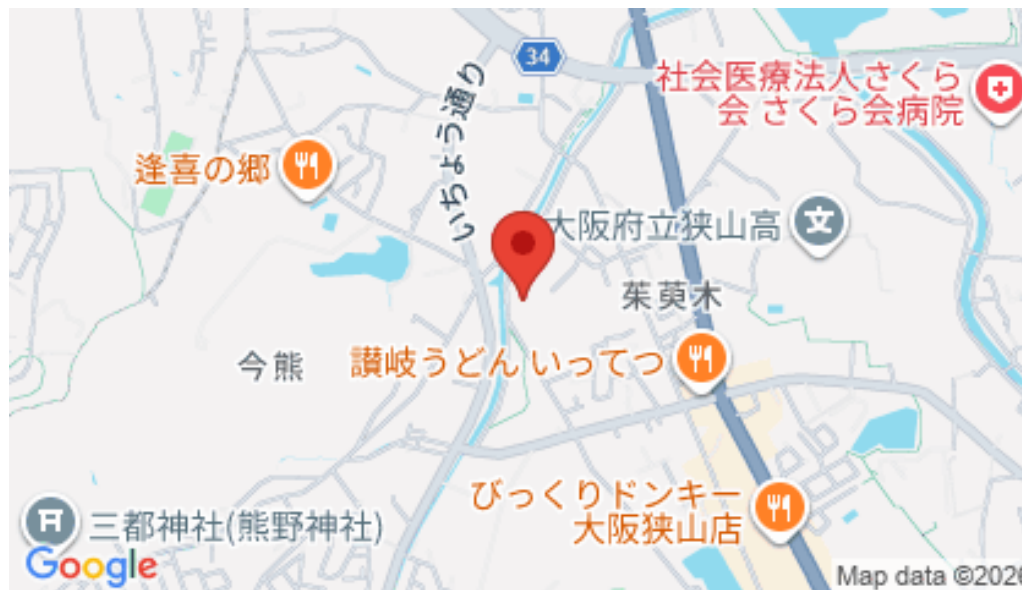 34
社会医療法人さくら
会 さくら会病院
いちょう通り
逢喜の郷
大阪府立狭山高
茱萸木
讃岐うどん いってつ
今熊
びっくりドンキー
大阪狭山店
三都神社(熊野神社)
Google
Map data ©2026